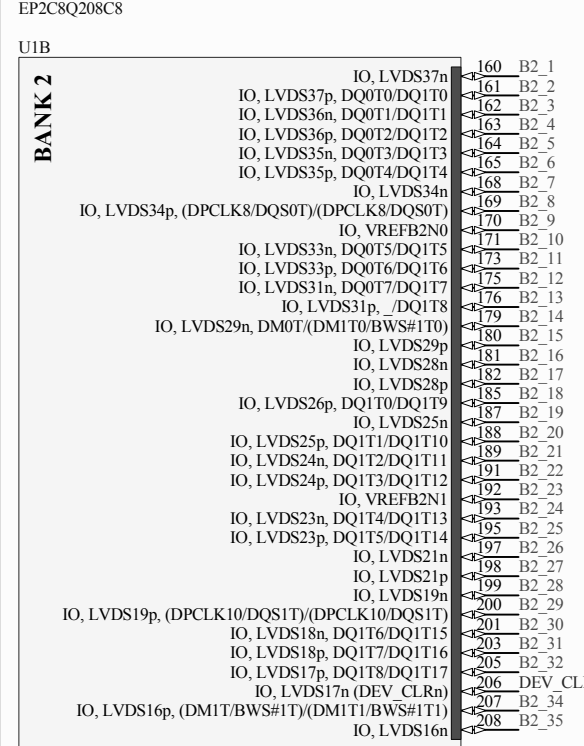 EP2C8Q208C8
U1B
BANK 2
IO, LVDS37n 160 B2_1
IO, LVDS37p, DQ0T0/DQ1T0 161 B2_2
IO, LVDS36n, DQ0T1/DQ1T1 162 B2_3
IO, LVDS36p, DQ0T2/DQ1T2 163 B2_4
IO, LVDS35n, DQ0T3/DQ1T3 164 B2_5
IO, LVDS35p, DQ0T4/DQ1T4 165 B2_6
IO, LVDS34n 168 B2_7
IO, LVDS34p, (DPCLK8/DQS0T)/(DPCLK8/DQS0T) 169 B2_8
IO, VREFB2N0 170 B2_9
IO, LVDS33n, DQ0T5/DQ1T5 171 B2_10
IO, LVDS33p, DQ0T6/DQ1T6 173 B2_11
IO, LVDS31n, DQ0T7/DQ1T7 175 B2_12
IO, LVDS31p, _/DQ1T8 176 B2_13
IO, LVDS29n, DM0T/(DM1T0/BWS#1T0) 179 B2_14
IO, LVDS29p 180 B2_15
IO, LVDS28n 181 B2_16
IO, LVDS28p 182 B2_17
IO, LVDS26p, DQ1T0/DQ1T9 185 B2_18
IO, LVDS25n 187 B2_19
IO, LVDS25p, DQ1T1/DQ1T10 188 B2_20
IO, LVDS24n, DQ1T2/DQ1T11 189 B2_21
IO, LVDS24p, DQ1T3/DQ1T12 191 B2_22
IO, VREFB2N1 192 B2_23
IO, LVDS23n, DQ1T4/DQ1T13 193 B2_24
IO, LVDS23p, DQ1T5/DQ1T14 195 B2_25
IO, LVDS21n 197 B2_26
IO, LVDS21p 198 B2_27
IO, LVDS19n 199 B2_28
IO, LVDS19p, (DPCLK10/DQS1T)/(DPCLK10/DQS1T) 200 B2_29
IO, LVDS18n, DQ1T6/DQ1T15 201 B2_30
IO, LVDS18p, DQ1T7/DQ1T16 203 B2_31
IO, LVDS17p, DQ1T8/DQ1T17 205 B2_32
IO, LVDS17n (DEV_CLRn) 206 DEV_CL
IO, LVDS16p, (DM1T/BWS#1T)/(DM1T1/BWS#1T1) 207 B2_34
IO, LVDS16n 208 B2_35